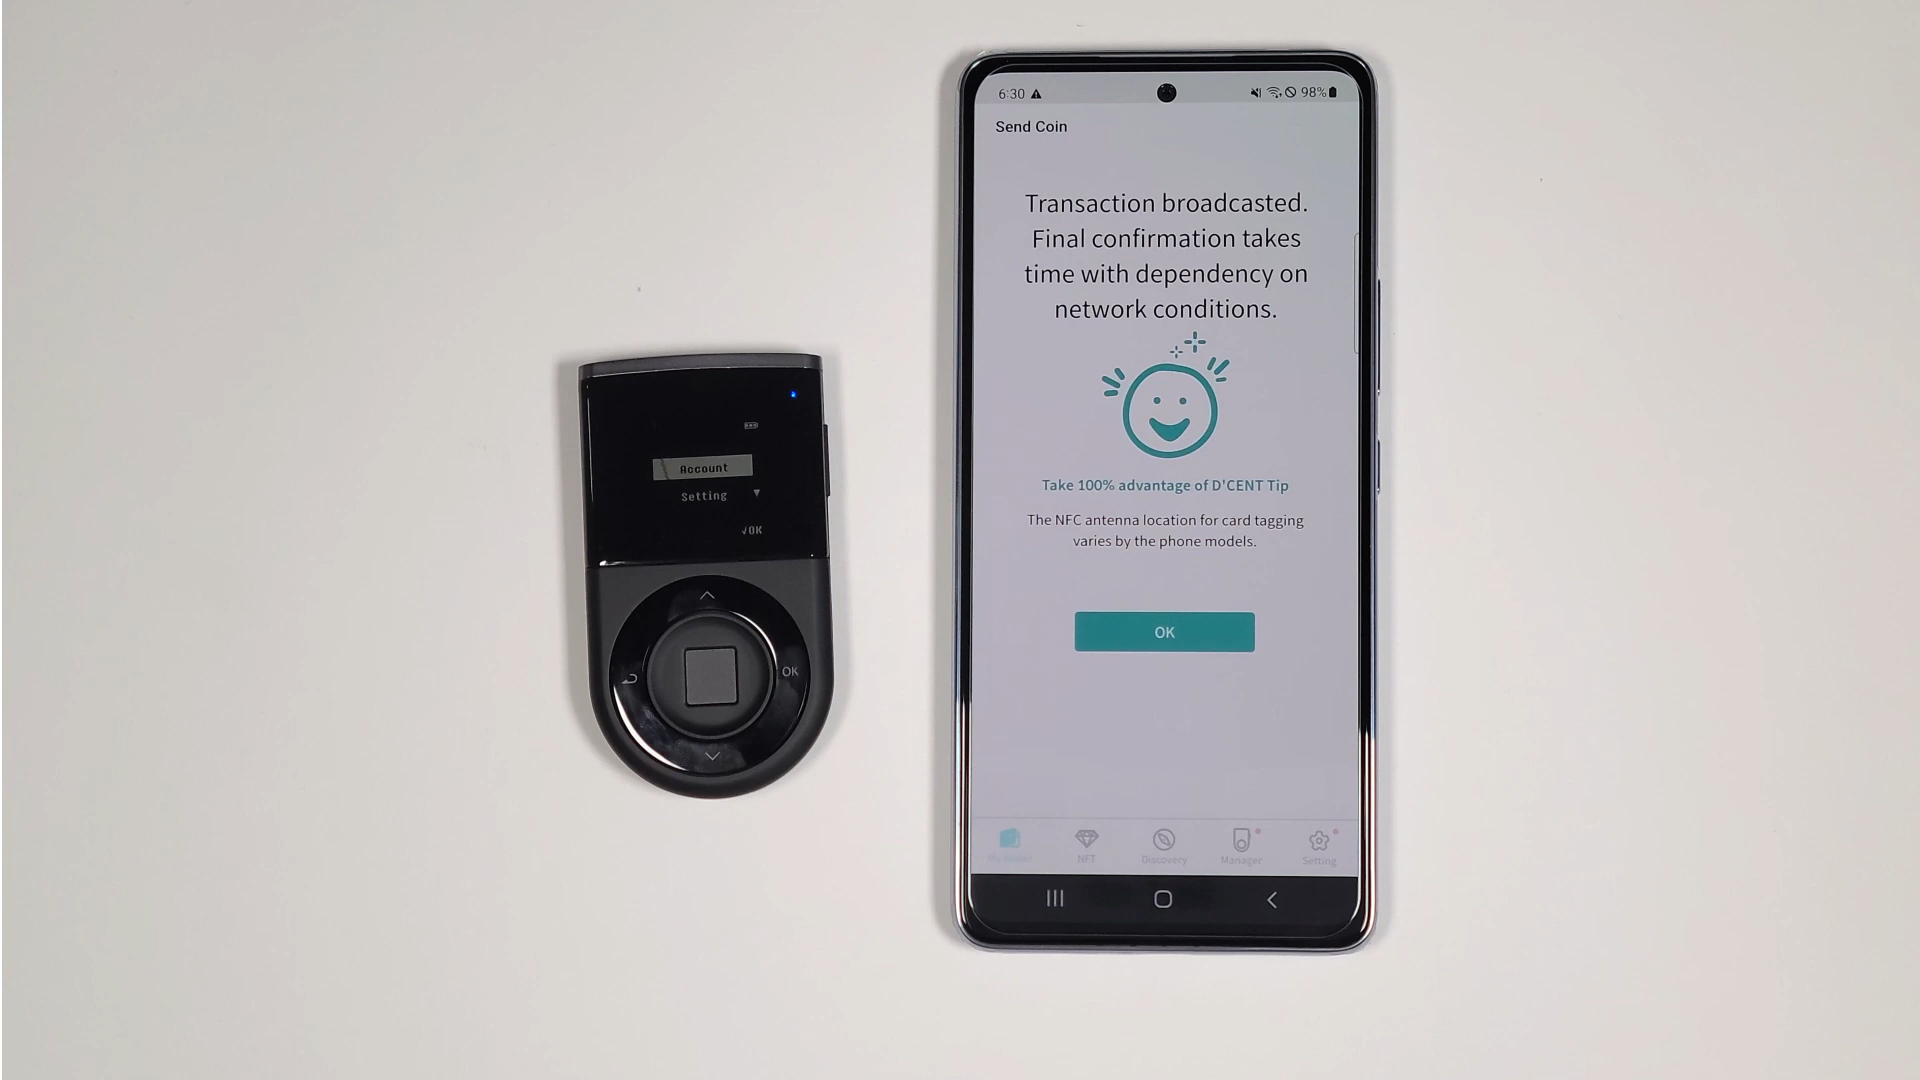 Account
Setting
OK
OK
6:30
98%
Send Coin
Transaction broadcasted.
Final confirmation takes
time with dependency on
network conditions.
Take 100% advantage of D'CENT Tip
The NFC antenna location for card tagging
varies by the phone models.
OK
NFT
Discovery
Manager
Setting